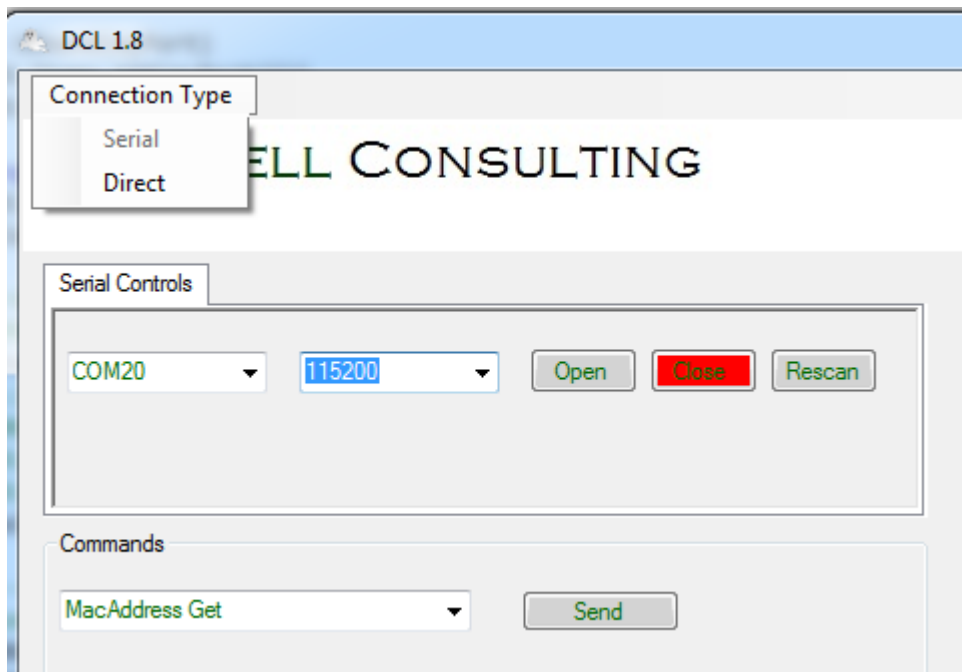 DCL 1.8
Connection Type
Serial
Direct
ELL CONSULTING
Serial Controls
COM20 115200 Open Close Rescan
Commands
MacAddress Get Send